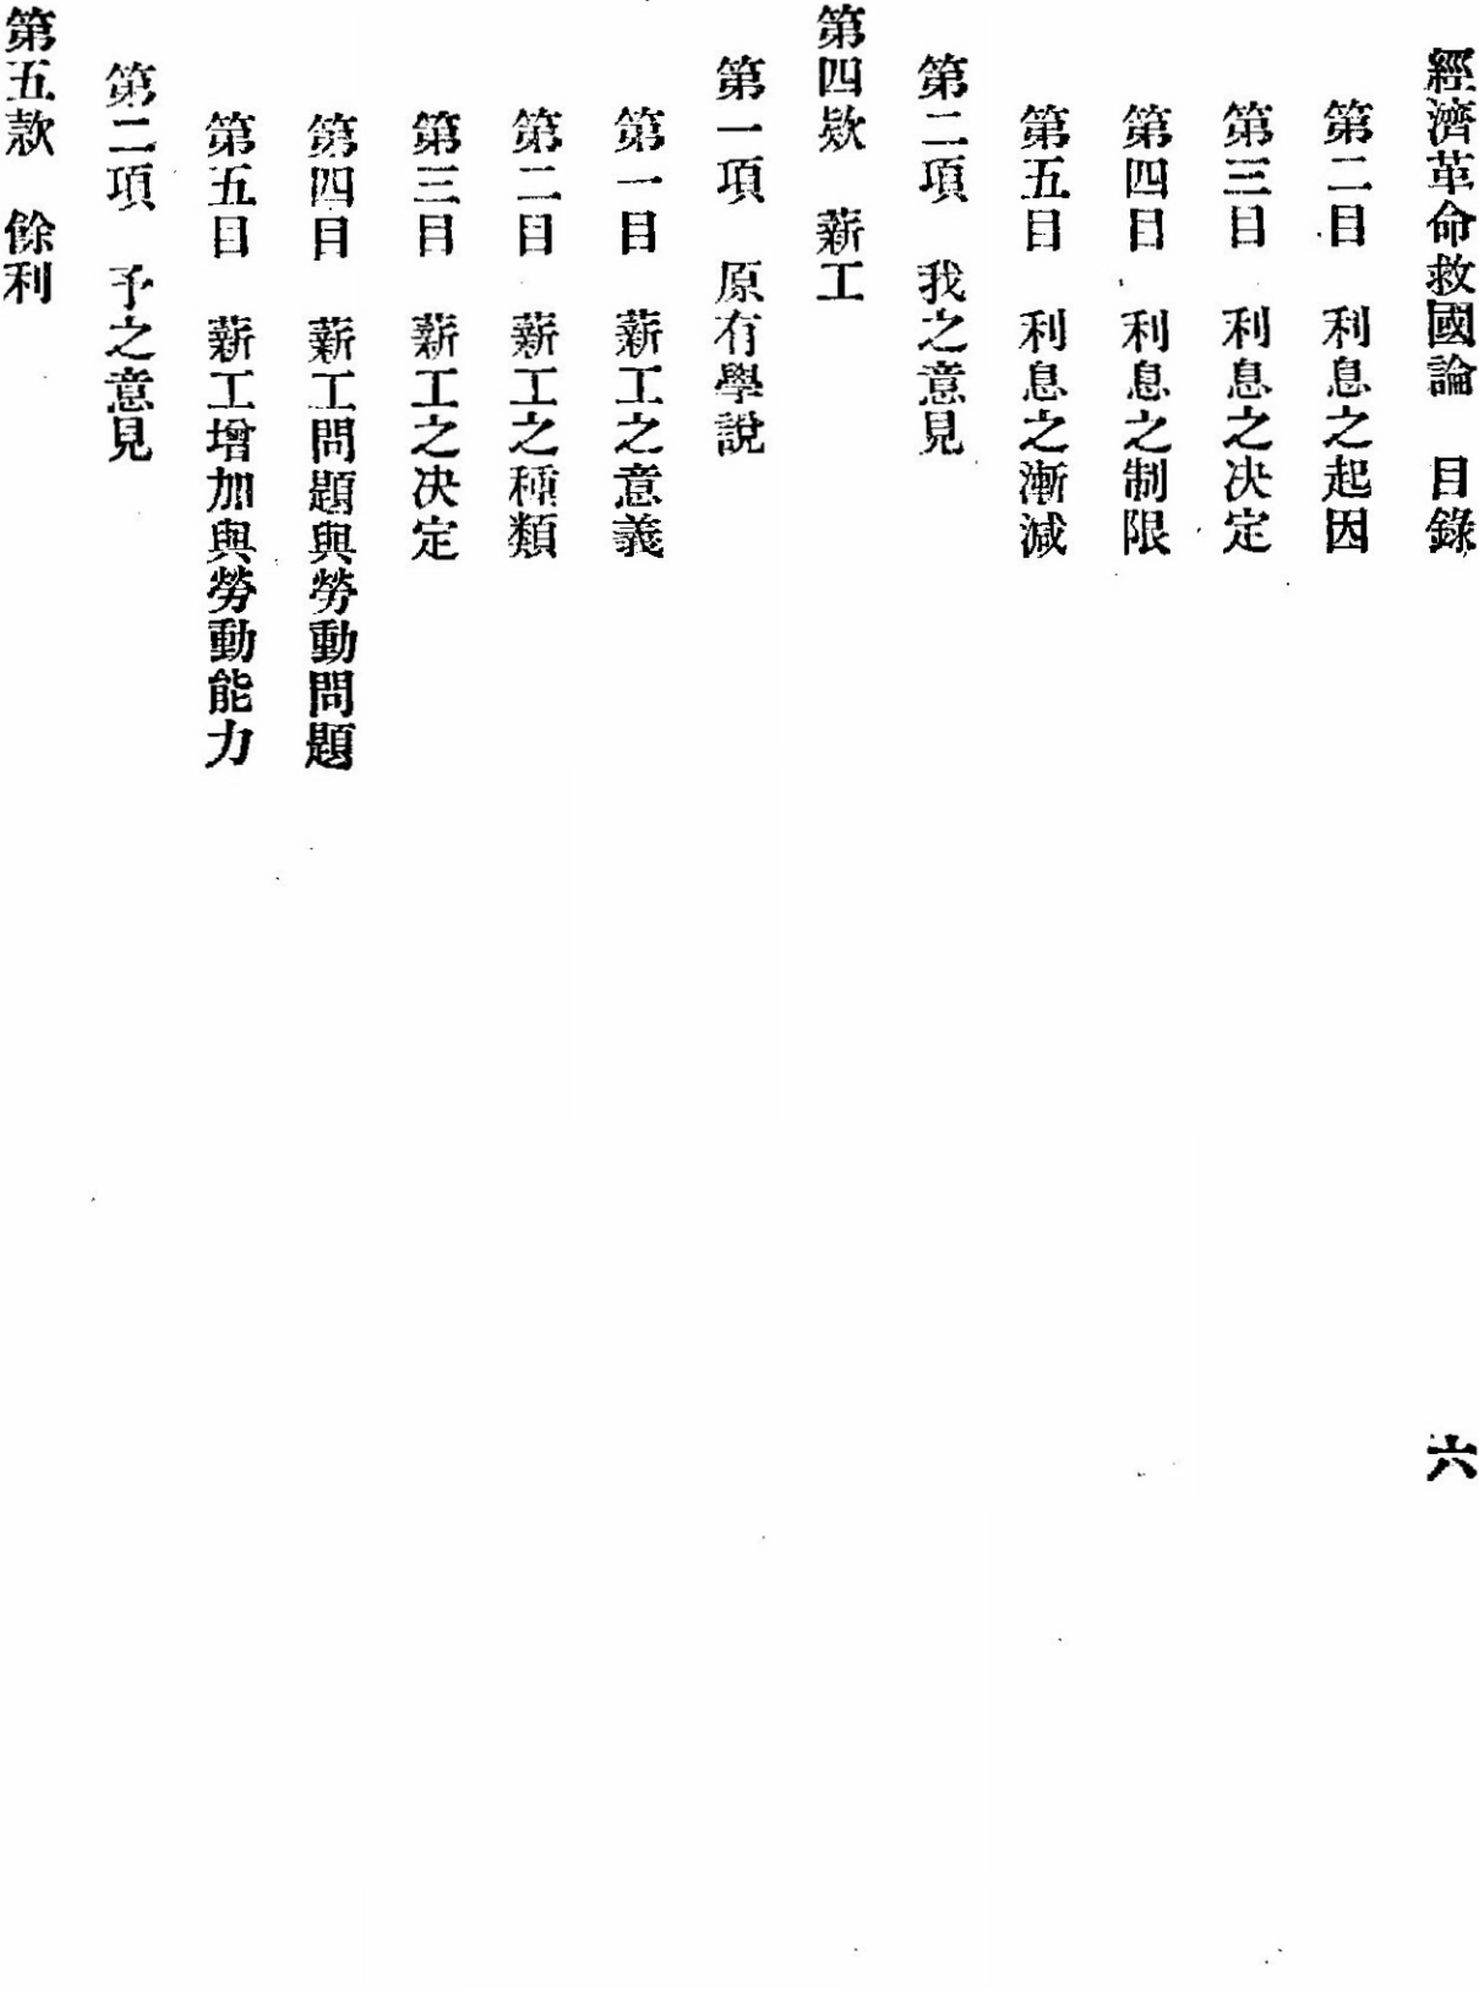 經濟革命救國論　目錄　六
第二目　利息之起因
第三目　利息之決定
第四目　利息之制限
第五目　利息之漸減
第二項　我之意見
第四欵　薪工
第一項　原有學說
第一目　薪工之意義
第二目　薪工之種類
第三目　薪工之決定
第四目　薪工問題與勞動問題
第五目　薪工增加與勞動能力
第二項　予之意見
第五款　餘利